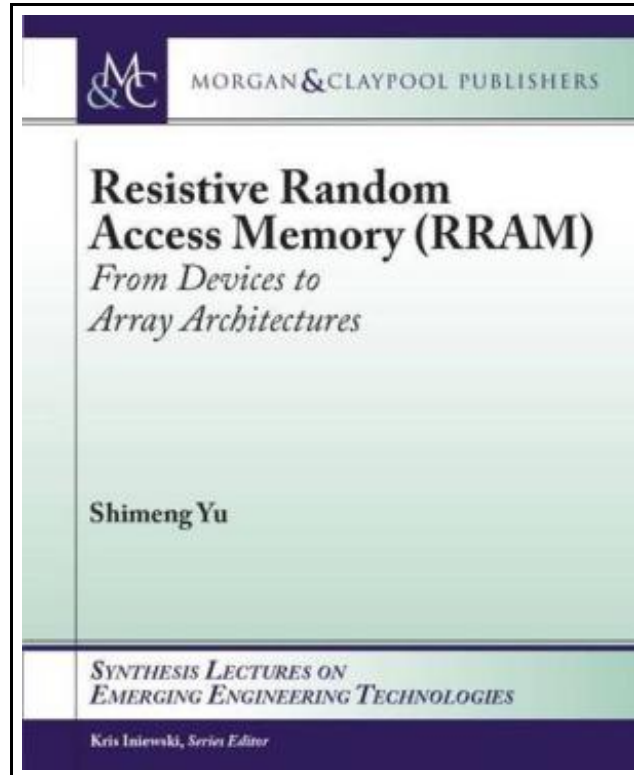 M
&C
MORGAN&CLAYPOOL PUBLISHERS
Resistive Random
Access Memory (RRAM)
From Devices to
Array Architectures
Shimeng Yu
SYNTHESIS LECTURES ON
EMERGING ENGINEERING TECHNOLOGIES
Kris Iniewski, Series Editor